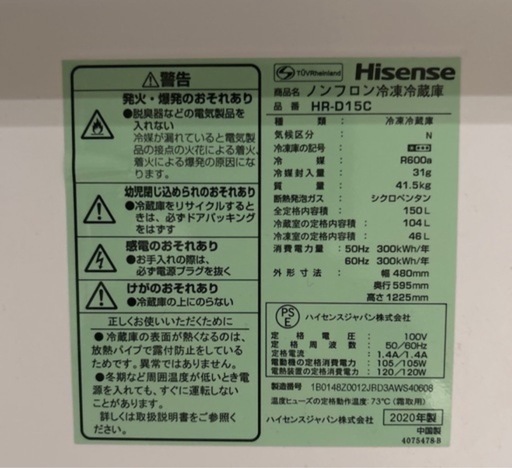 ⚠警告
発火・爆発のおそれあり
●脱臭器などの電気製品を
入れない
冷媒が漏れていると電気製
品の接点の火花による着火、
着火による爆発の原因にな
ります。
幼児閉じ込められのおそれあり
●冷蔵庫をリサイクルすると
きは、必ずドアパッキング
をはずす
感電のおそれあり
●お手入れの際は、
必ず電源プラグを抜く
けがのおそれあり
●冷蔵庫の上にのらない
正しくお使いいただくために
●冷蔵庫の表面が熱くなるのは、
放熱パイプで露付防止をしている
ためです。異常ではありません。
●冬期など周囲温度が低いときで
電源を入れても、すぐに運転しない
ことがあります。
詳しくは取扱説明書をご参照く
ださい。
TÜVRheinland Hisense
商品名 ノンフロン冷凍冷蔵庫
品番 HR-D15C
種類 冷凍冷蔵庫
気候区分 N
冷凍庫の記号
冷媒 R600a
冷媒封入量 31g
質量 41.5kg
断熱発泡ガス シクロペンタン
全定格内容積 150L
冷蔵室の定格内容積 104L
冷凍室の定格内容積 46L
消費電力量 50Hz 300kWh/年
60Hz 300kWh/年
外形寸法 幅 480mm
奥行 595mm
高さ 1225mm
PSE ハイセンスジャパン株式会社
定格電圧 100V
定格周波数 50/60Hz
定格電流 1.4A/1.4A
電動機の定格消費電力 105/105W
電熱装置の定格消費電力 120/120W
製造番号 1B0148Z0012JRD3AWS40608
温度ヒューズの定格動作温度 73℃(霜取用)
ハイセンスジャパン株式会社 2020年製
中国製
4075478-B